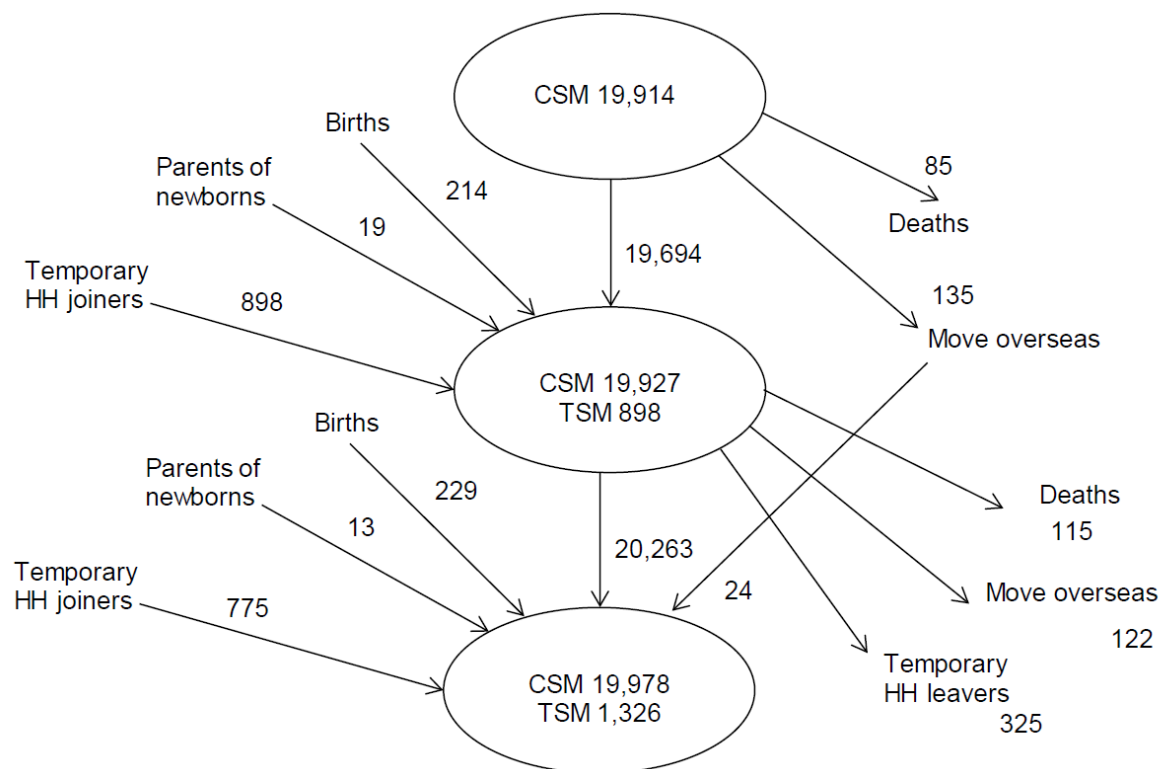 CSM 19,914
Births
Parents of
newborns
85
214
Deaths
19
19,694
Temporary
HH joiners
898
135
Move overseas
CSM 19,927
TSM 898
Births
Parents of
newborns
229
Deaths
115
13
20,263
Temporary
HH joiners
775
24
Move overseas
122
Temporary
HH leavers
325
CSM 19,978
TSM 1,326